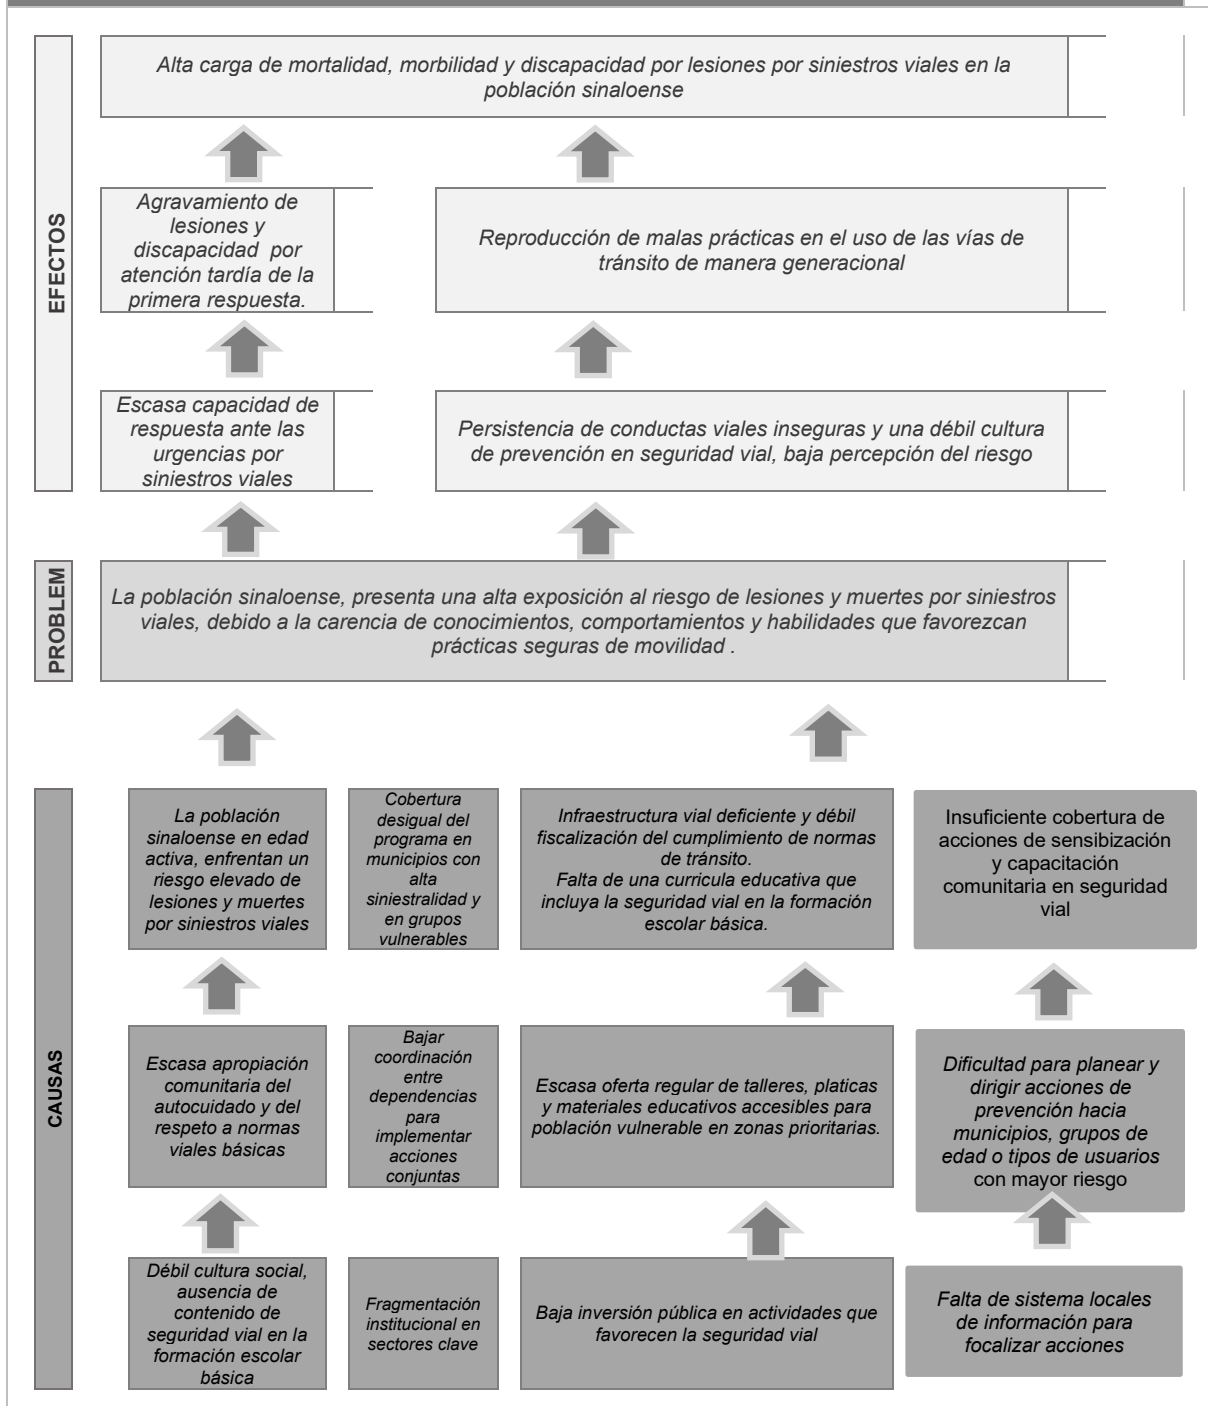 EFECTOS
Alta carga de mortalidad, morbilidad y discapacidad por lesiones por siniestros viales en la
población sinaloense
Agravamiento de
lesiones y
discapacidad por
atención tardía de la
primera respuesta.
Reproducción de malas prácticas en el uso de las vías de
tránsito de manera generacional
Escasa capacidad de
respuesta ante las
urgencias por
siniestros viales
Persistencia de conductas viales inseguras y una débil cultura
de prevención en seguridad vial, baja percepción del riesgo
PROBLEM
La población sinaloense, presenta una alta exposición al riesgo de lesiones y muertes por siniestros
viales, debido a la carencia de conocimientos, comportamientos y habilidades que favorezcan
prácticas seguras de movilidad .
CAUSAS
La población
sinaloense en edad
activa, enfrentan un
riesgo elevado de
lesiones y muertes
por siniestros viales
Cobertura
desigual del
programa en
municipios con
alta
siniestralidad y
en grupos
vulnerables
Infraestructura vial deficiente y débil
fiscalización del cumplimiento de normas
de tránsito.
Falta de una curricula educativa que
incluya la seguridad vial en la formación
escolar básica.
Insuficiente cobertura de
acciones de sensibización
y capacitación
comunitaria en seguridad
vial
Escasa apropiación
comunitaria del
autocuidado y del
respeto a normas
viales básicas
Bajar
coordinación
entre
dependencias
para
implementar
acciones
conjuntas
Escasa oferta regular de talleres, platicas
y materiales educativos accesibles para
población vulnerable en zonas prioritarias.
Dificultad para planear y
dirigir acciones de
prevención hacia
municipios, grupos de
edad o tipos de usuarios
con mayor riesgo
Débil cultura social,
ausencia de
contenido de
seguridad vial en la
formación escolar
básica
Fragmentación
institucional en
sectores clave
Baja inversión pública en actividades que
favorecen la seguridad vial
Falta de sistema locales
de información para
focalizar acciones